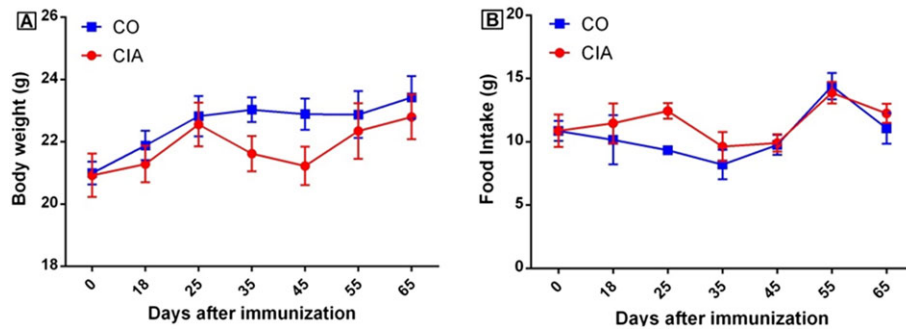 A
26
24
22
20
18
Body weight (g)
CO
CIA
0 18 25 35 45 55 65
Days after immunization
B
20
15
10
5
0
Food Intake (g)
CO
CIA
0 18 25 35 45 55 65
Days after immunization